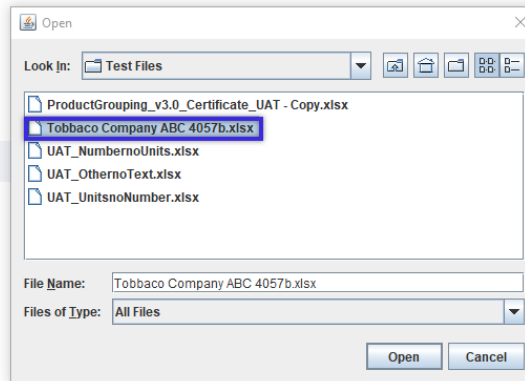 Open
Look In: Test Files
ProductGrouping_v3.0_Certificate_UAT - Copy.xlsx
Tobbaco Company ABC 4057b.xlsx
UAT_NumbernoUnits.xlsx
UAT_OthernoText.xlsx
UAT_UnitsnoNumber.xlsx
File Name: Tobbaco Company ABC 4057b.xlsx
Files of Type: All Files
Open Cancel